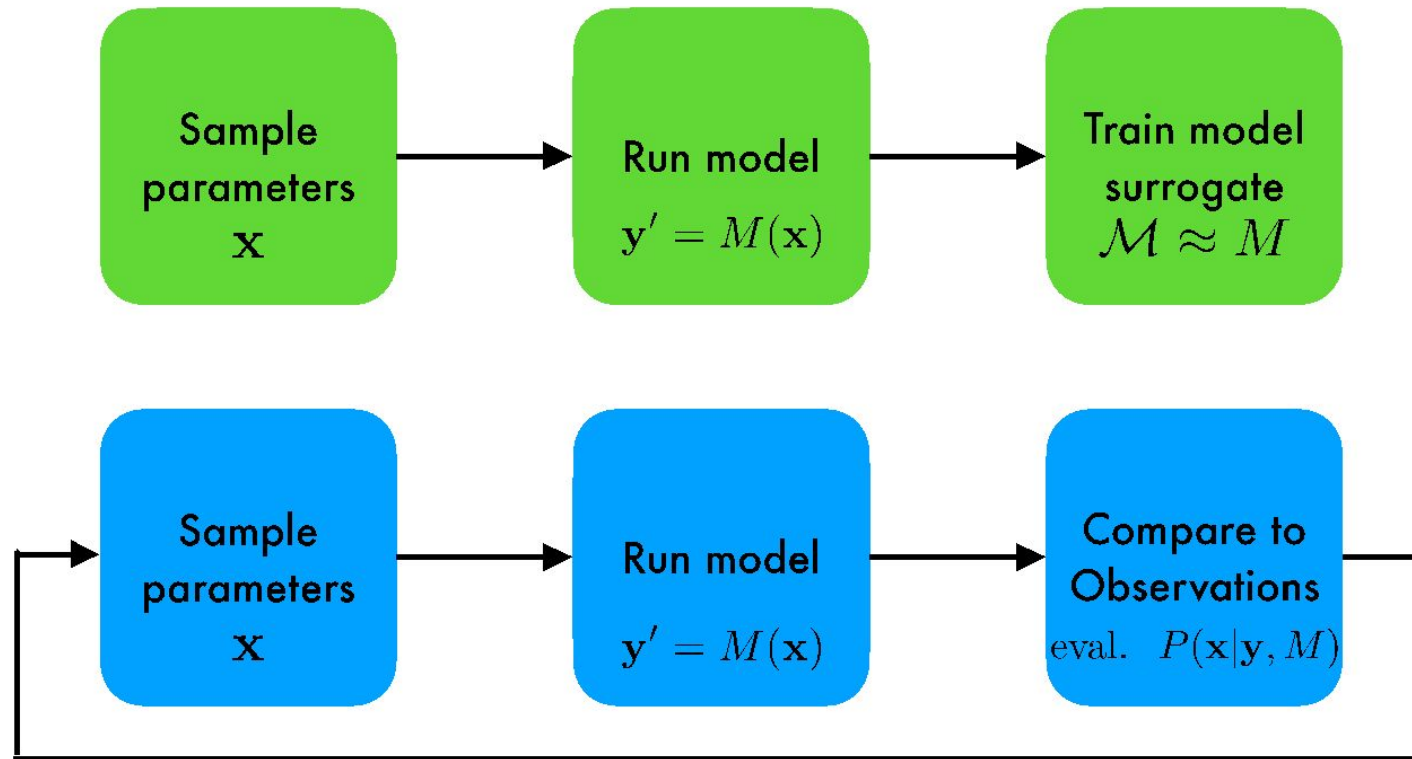 Sample
parameters
x
Run model
y′ = M(x)
Train model
surrogate
ℳ ≈ M
Sample
parameters
x
Run model
y′ = M(x)
Compare to
Observations
eval. P(x|y, M)